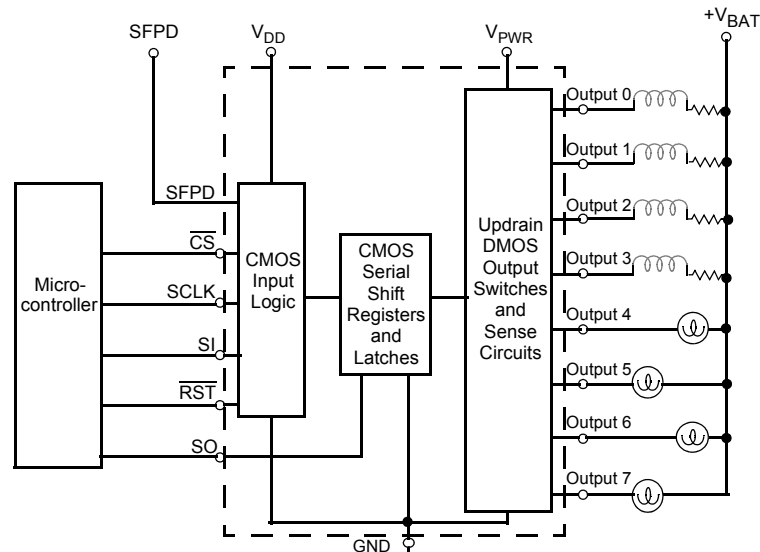 SFPD
VDD
VPWR
+VBAT
Output 0
Output 1
Output 2
Output 3
Output 4
Output 5
Output 6
Output 7
SFPD
CS
SCLK
SI
RST
SO
Micro-
controller
CMOS
Input
Logic
CMOS
Serial
Shift
Registers
and
Latches
Updrain
DMOS
Output
Switches
and
Sense
Circuits
GND